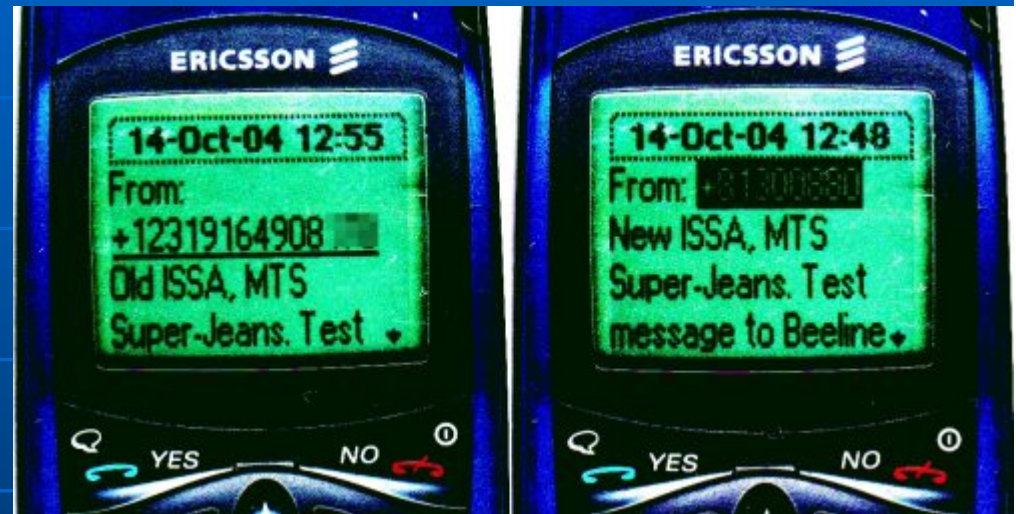 ERICSSON
14-Oct-04 12:55
From:
+12319164908
Old ISSA, MTS
Super-Jeans. Test
YES NO
ERICSSON
14-Oct-04 12:48
From:
New ISSA, MTS
Super-Jeans. Test
message to Beeline
YES NO